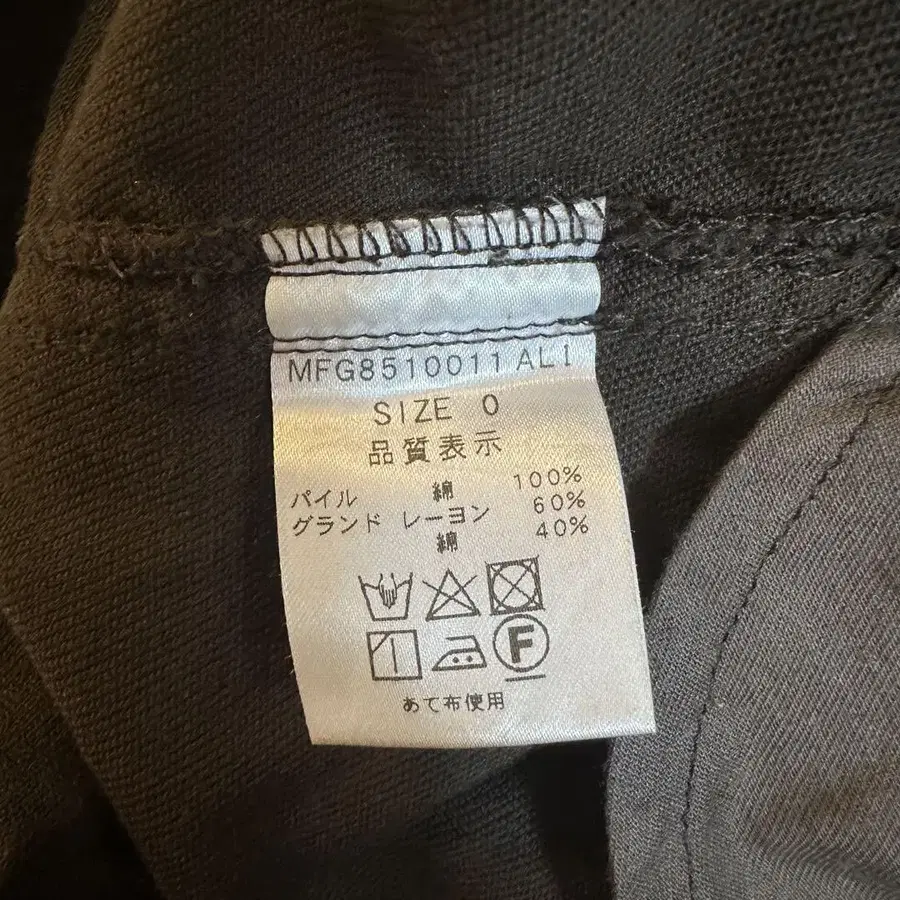 MFG8510011ALI
SIZE 0
品質表示
パイル 綿 100%
グランド レーヨン 60%
綿 40%
F
あて布使用